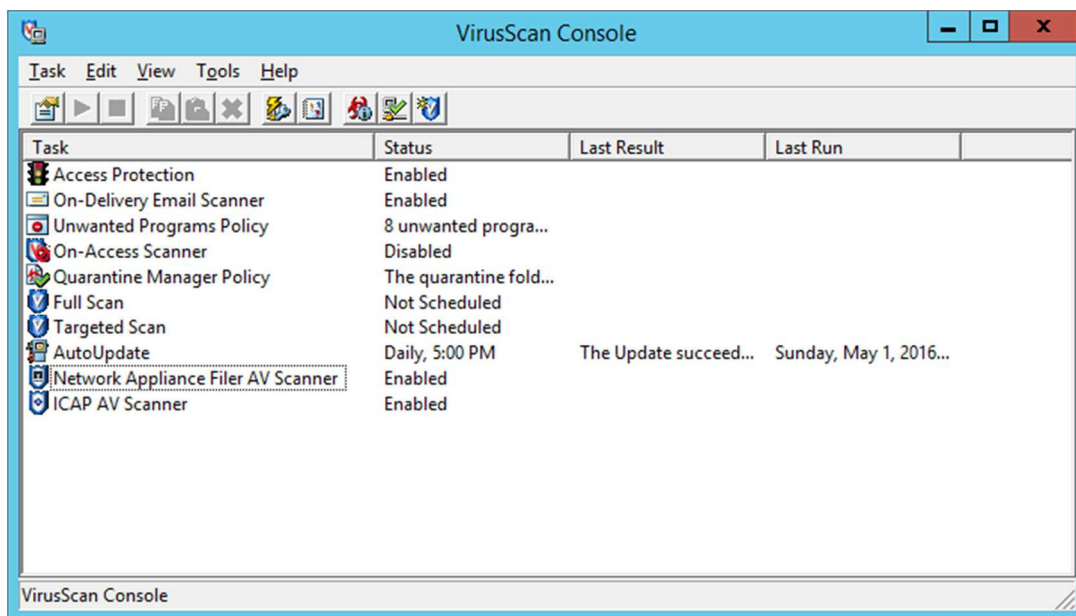 VirusScan Console
Task Edit View Tools Help
Task Status Last Result Last Run
Access Protection Enabled
On-Delivery Email Scanner Enabled
Unwanted Programs Policy 8 unwanted progra...
On-Access Scanner Disabled
Quarantine Manager Policy The quarantine fold...
Full Scan Not Scheduled
Targeted Scan Not Scheduled
AutoUpdate Daily, 5:00 PM The Update succeed... Sunday, May 1, 2016...
Network Appliance Filer AV Scanner Enabled
ICAP AV Scanner Enabled
VirusScan Console